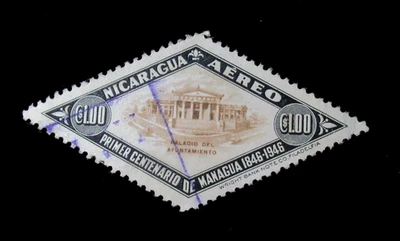 NICARAGUA AÉREO
C$1.00 C$1.00
PALACIO DEL
AYUNTAMIENTO
PRIMER CENTENARIO DE MANAGUA 1846-1946
WRIGHT BANK NOTE CO. FILADELFIA